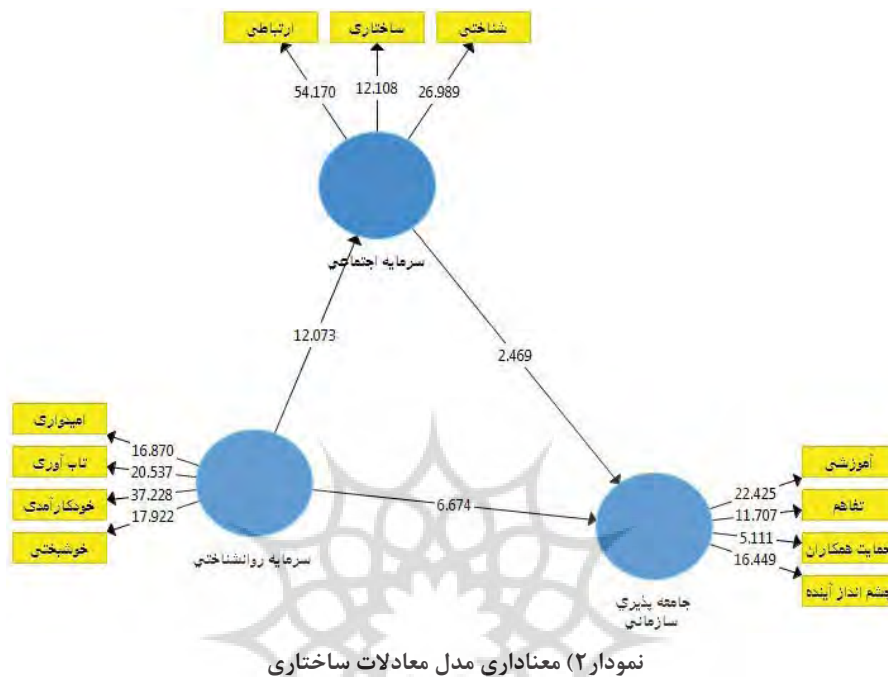 ارتباطی ساختاری شناختی
54.170 12.108 26.989
سرمایه اجتماعی
12.073
2.469
امیدواری
16.870
تاب آوری
20.537
خودکارآمدی
37.228
خوشبختی
17.922
سرمایه روانشناختی
6.674
آموزشی
22.425
تفاهم
11.707
حمایت همکاران
5.111
چشم انداز آینده
16.449
جامعه پذیري
سازماني
نمودار۲) معناداری مدل معادلات ساختاری